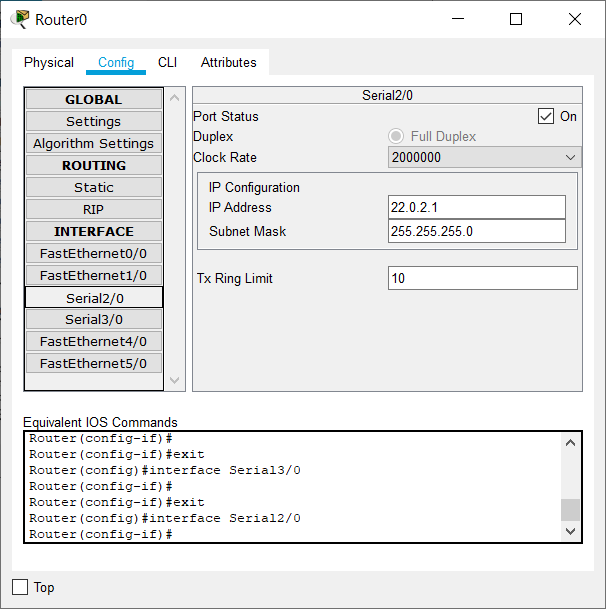 Router0
Physical Config CLI Attributes
GLOBAL
Settings
Algorithm Settings
ROUTING
Static
RIP
INTERFACE
FastEthernet0/0
FastEthernet1/0
Serial2/0
Serial3/0
FastEthernet4/0
FastEthernet5/0
Serial2/0
Port Status On
Duplex Full Duplex
Clock Rate 2000000
IP Configuration
IP Address 22.0.2.1
Subnet Mask 255.255.255.0
Tx Ring Limit 10
Equivalent IOS Commands
Router(config-if)#
Router(config-if)#exit
Router(config)#interface Serial3/0
Router(config-if)#
Router(config-if)#exit
Router(config)#interface Serial2/0
Router(config-if)#
Top